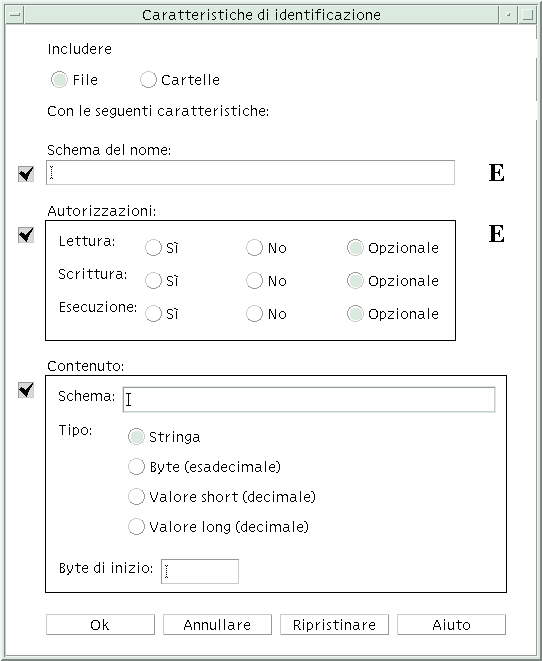 Caratteristiche di identificazione
Includere
File Cartelle
Con le seguenti caratteristiche:
Schema del nome:
E
Autorizzazioni:
E
Lettura: Sì No Opzionale
Scrittura: Sì No Opzionale
Esecuzione: Sì No Opzionale
Contenuto:
Schema:
Tipo: Stringa
Byte (esadecimale)
Valore short (decimale)
Valore long (decimale)
Byte di inizio:
Ok Annullare Ripristinare Aiuto